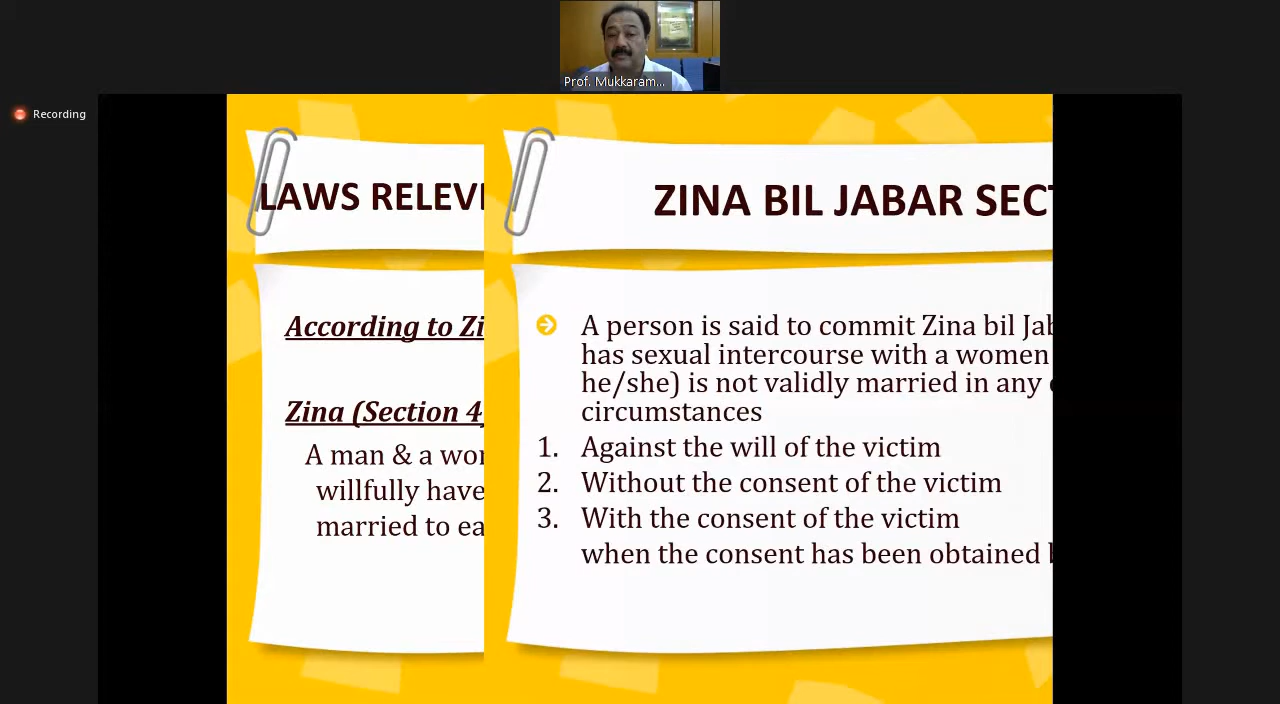 Prof. Mukkaram...
Recording
LAWS RELEV
According to Zi
Zina (Section 4)
A man & a wo
willfully have
married to ea
ZINA BIL JABAR SEC
A person is said to commit Zina bil Jab
has sexual intercourse with a women
he/she) is not validly married in any
circumstances
1. Against the will of the victim
2. Without the consent of the victim
3. With the consent of the victim
when the consent has been obtained